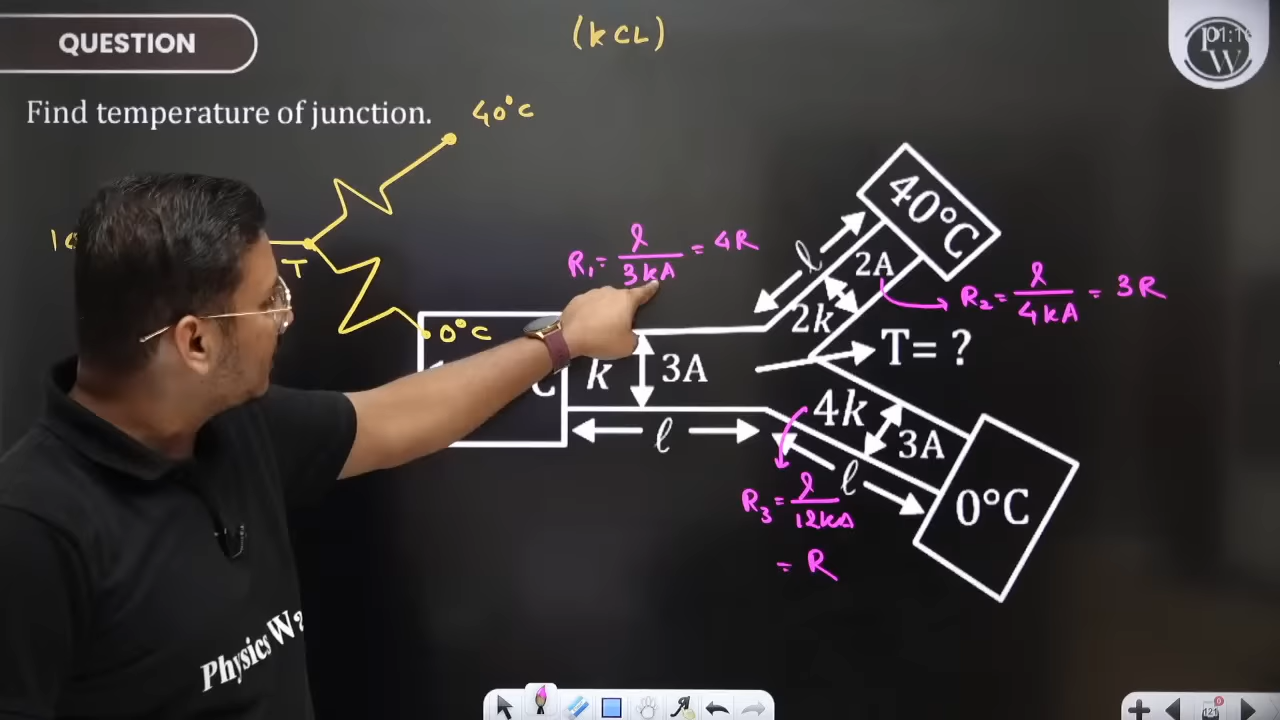 QUESTION
(KCL)
Find temperature of junction.
40°C
T
0°C
R₁ = l/3kA = 4R
40°C
l
2A
2k
R₂ = l/4kA = 3R
T= ?
C
k
3A
l
4k
3A
l
0°C
R₃ = l/12kA
= R
Physics W
PW